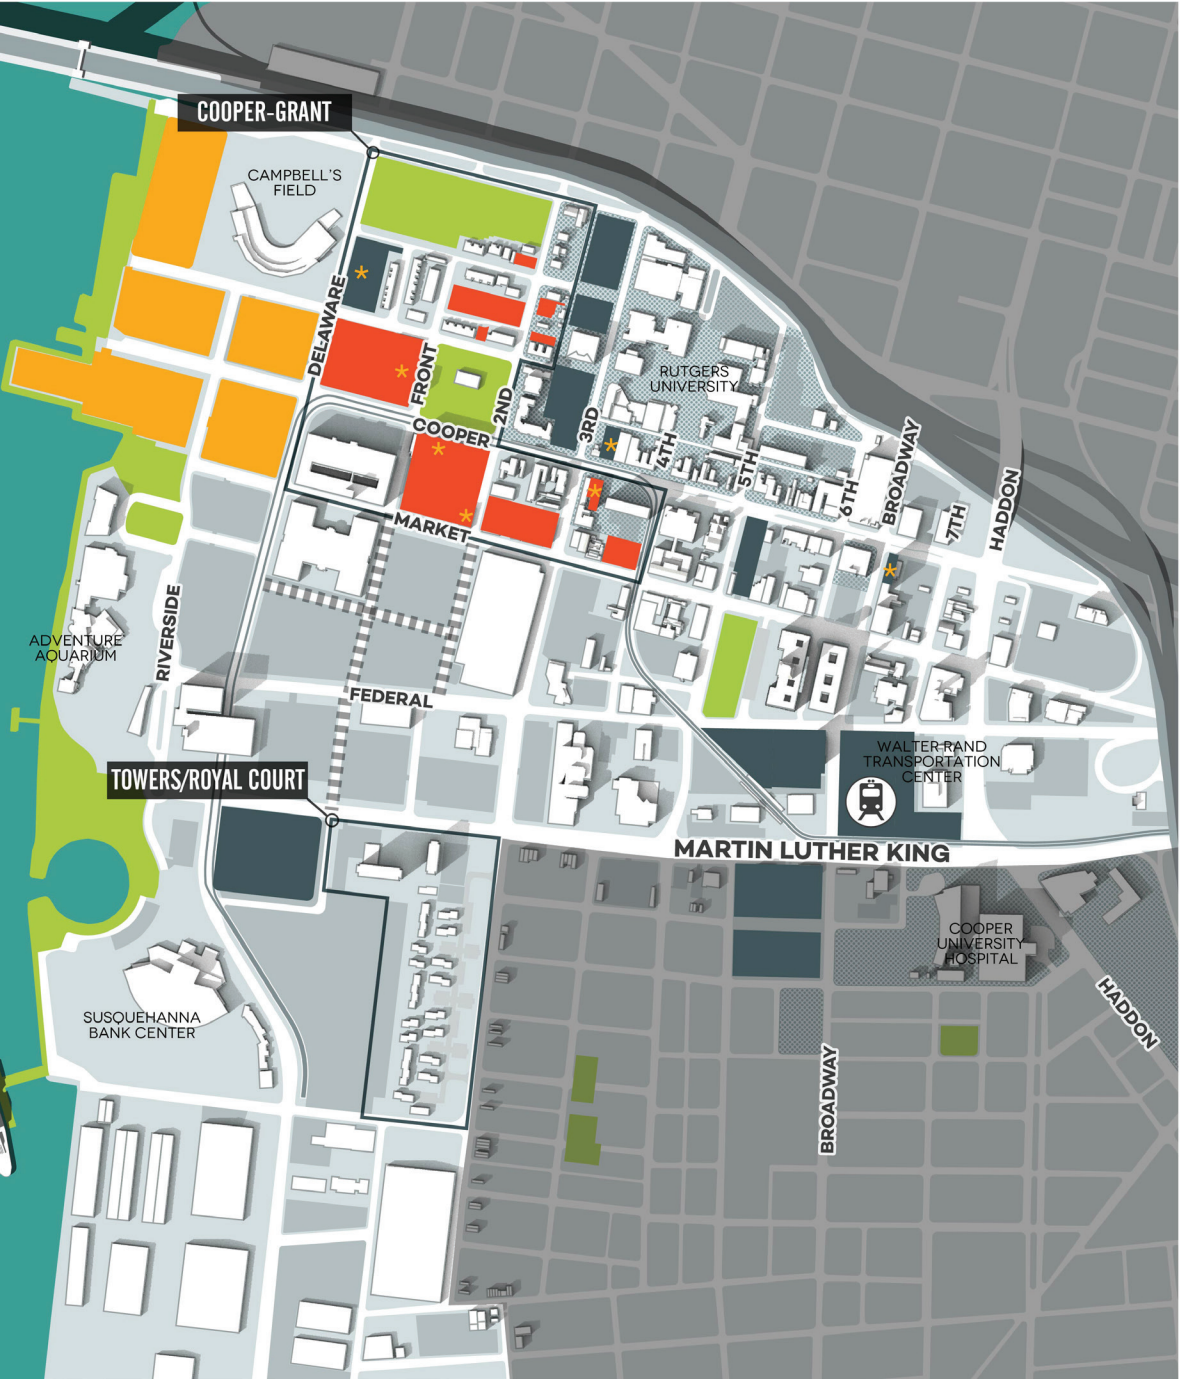 COOPER-GRANT
CAMPBELL'S
FIELD
DELAWARE
FRONT
2ND
COOPER
3RD
RUTGERS
UNIVERSITY
4TH
5TH
6TH
BROADWAY
7TH
HADDON
MARKET
ADVENTURE
AQUARIUM
RIVERSIDE
FEDERAL
WALTER RAND
TRANSPORTATION
CENTER
TOWERS/ROYAL COURT
MARTIN LUTHER KING
COOPER
UNIVERSITY
HOSPITAL
SUSQUEHANNA
BANK CENTER
HADDON
BROADWAY